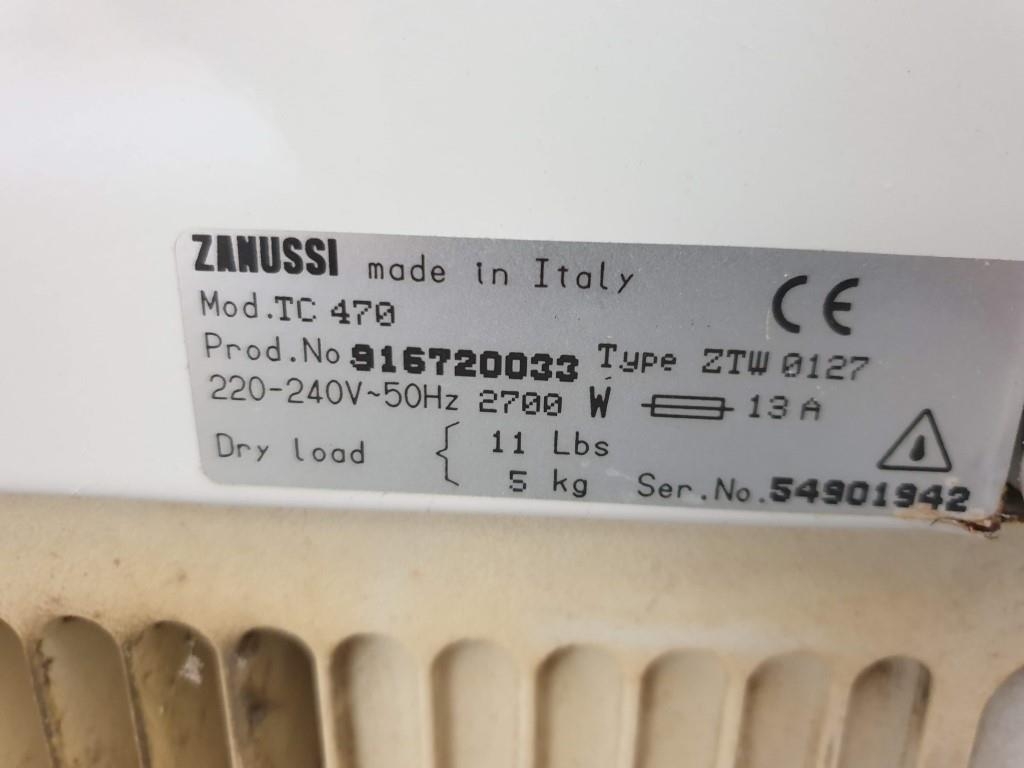 ZANUSSI made in Italy
CE
Mod.TC 470
Prod.No 916720033 Type ZTW 0127
220-240V~50Hz 2700 W 13 A
Dry load { 11 Lbs
5 kg Ser.No.54901942